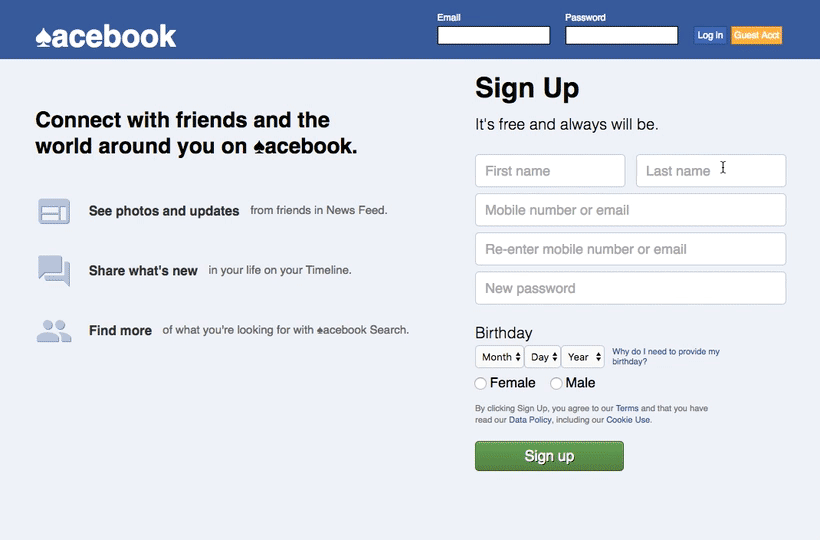 ♠acebook
Email
Password
Log in
Guest Acct
Connect with friends and the
world around you on ♠acebook.
See photos and updates from friends in News Feed.
Share what's new in your life on your Timeline.
Find more of what you're looking for with ♠acebook Search.
Sign Up
It's free and always will be.
First name
Last name
Mobile number or email
Re-enter mobile number or email
New password
Birthday
Month Day Year
Why do I need to provide my
birthday?
Female Male
By clicking Sign Up, you agree to our Terms and that you have
read our Data Policy, including our Cookie Use.
Sign up